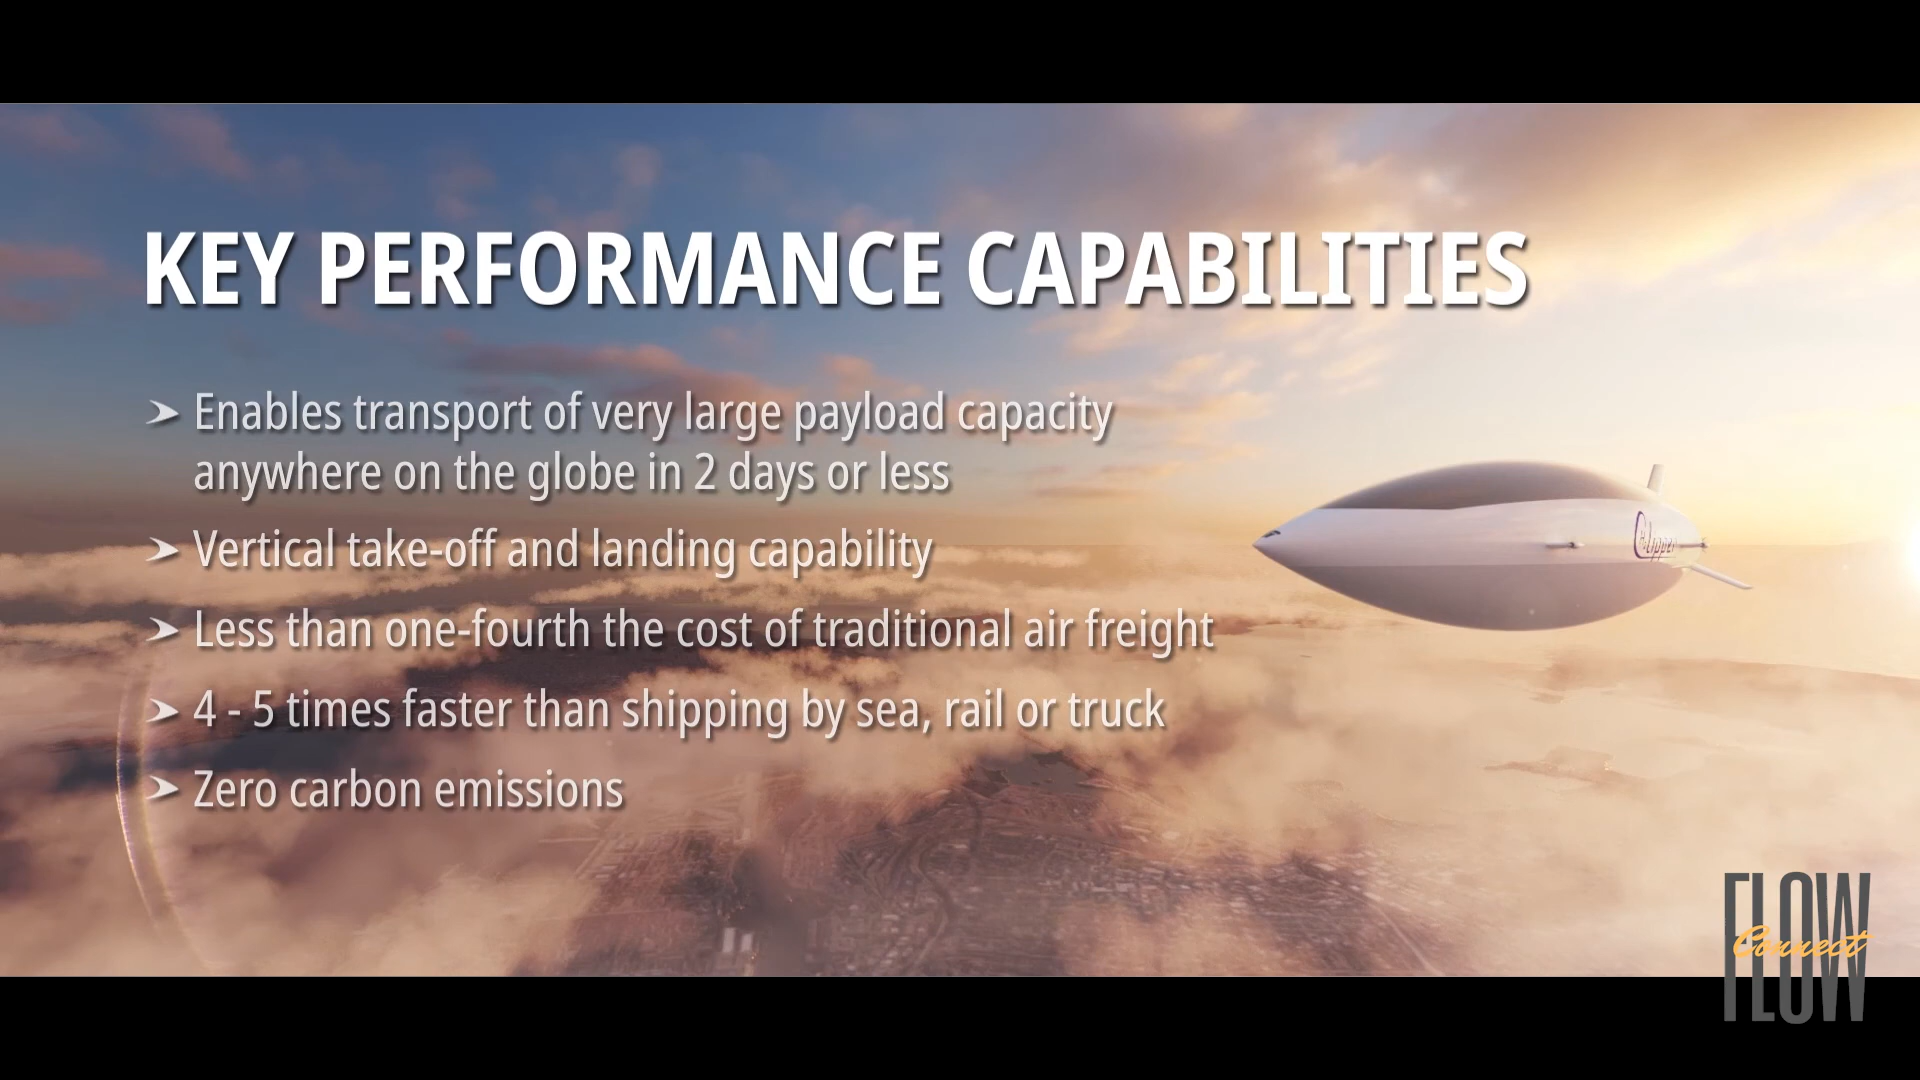 KEY PERFORMANCE CAPABILITIES
Enables transport of very large payload capacity
anywhere on the globe in 2 days or less
Vertical take-off and landing capability
Less than one-fourth the cost of traditional air freight
4 - 5 times faster than shipping by sea, rail or truck
Zero carbon emissions
FLOW
Connect
FLOW